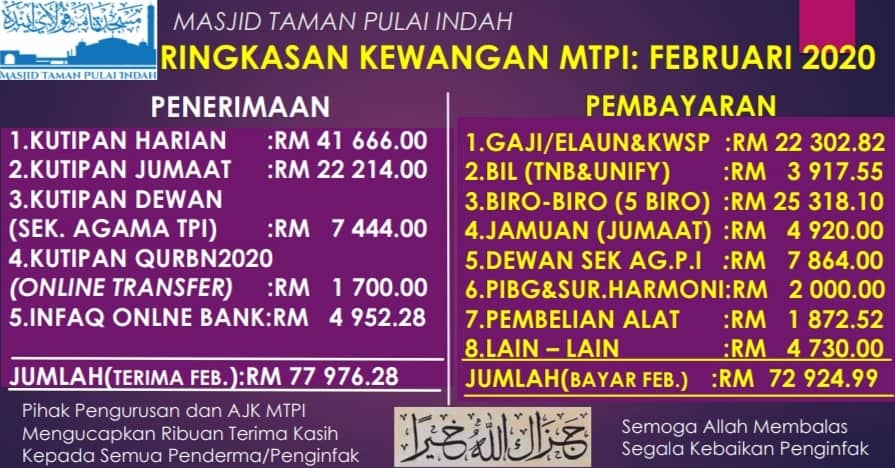 مسجد تامن ڤولاي اينده
MASJID TAMAN PULAI INDAH
MASJID TAMAN PULAI INDAH
RINGKASAN KEWANGAN MTPI: FEBRUARI 2020
PENERIMAAN
1.KUTIPAN HARIAN :RM 41 666.00
2.KUTIPAN JUMAAT :RM 22 214.00
3.KUTIPAN DEWAN
(SEK. AGAMA TPI) :RM 7 444.00
4.KUTIPAN QURBN2020
(ONLINE TRANSFER) :RM 1 700.00
5.INFAQ ONLNE BANK:RM 4 952.28
JUMLAH(TERIMA FEB.):RM 77 976.28
PEMBAYARAN
1.GAJI/ELAUN&KWSP :RM 22 302.82
2.BIL (TNB&UNIFY) :RM 3 917.55
3.BIRO-BIRO (5 BIRO) :RM 25 318.10
4.JAMUAN (JUMAAT) :RM 4 920.00
5.DEWAN SEK AG.P.I :RM 7 864.00
6.PIBG&SUR.HARMONI:RM 2 000.00
7.PEMBELIAN ALAT :RM 1 872.52
8.LAIN – LAIN :RM 4 730.00
JUMLAH(BAYAR FEB.) :RM 72 924.99
Pihak Pengurusan dan AJK MTPI
Mengucapkan Ribuan Terima Kasih
Kepada Semua Penderma/Penginfak
جزاك الله خيرا
Semoga Allah Membalas
Segala Kebaikan Penginfak